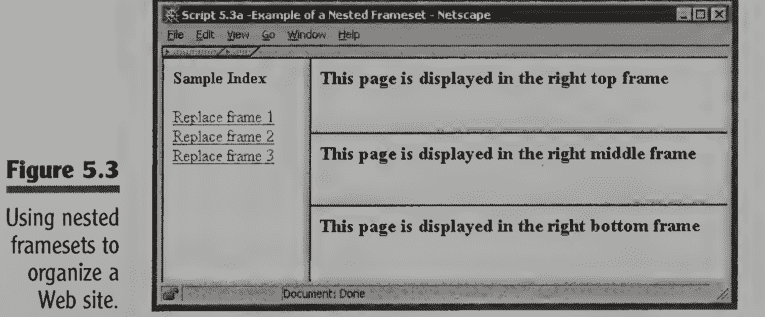 Script 5.3a -Example of a Nested Frameset - Netscape
File Edit View Go Window Help
Sample Index
Replace frame 1
Replace frame 2
Replace frame 3
This page is displayed in the right top frame
This page is displayed in the right middle frame
This page is displayed in the right bottom frame
Document: Done
Figure 5.3
Using nested
framesets to
organize a
Web site.